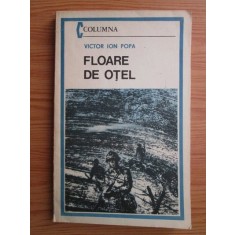 COLUMNA
VICTOR ION POPA
FLOARE
DE OȚEL